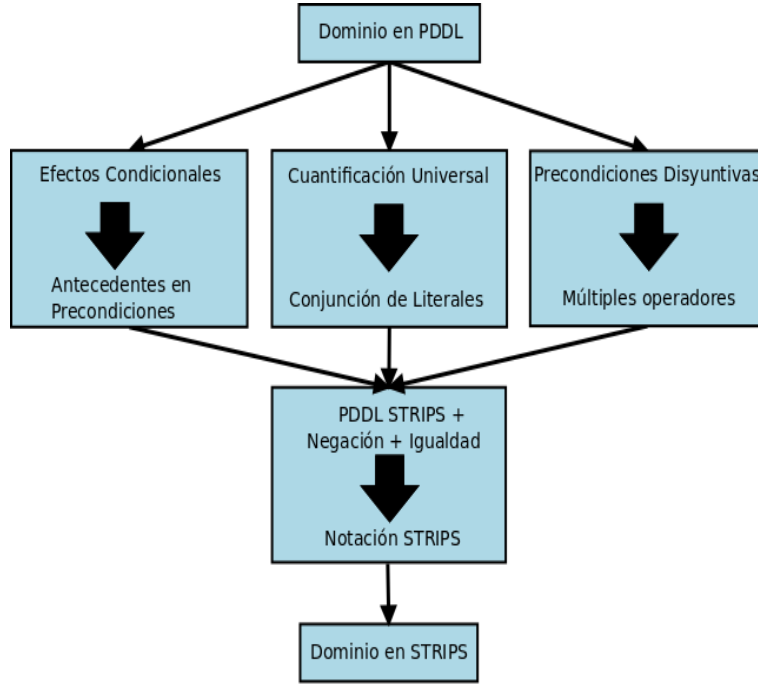 Dominio en PDDL
Efectos Condicionales
Antecedentes en
Precondiciones
Cuantificación Universal
Conjunción de Literales
Precondiciones Disyuntivas
Múltiples operadores
PDDL STRIPS +
Negación + Igualdad
Notación STRIPS
Dominio en STRIPS